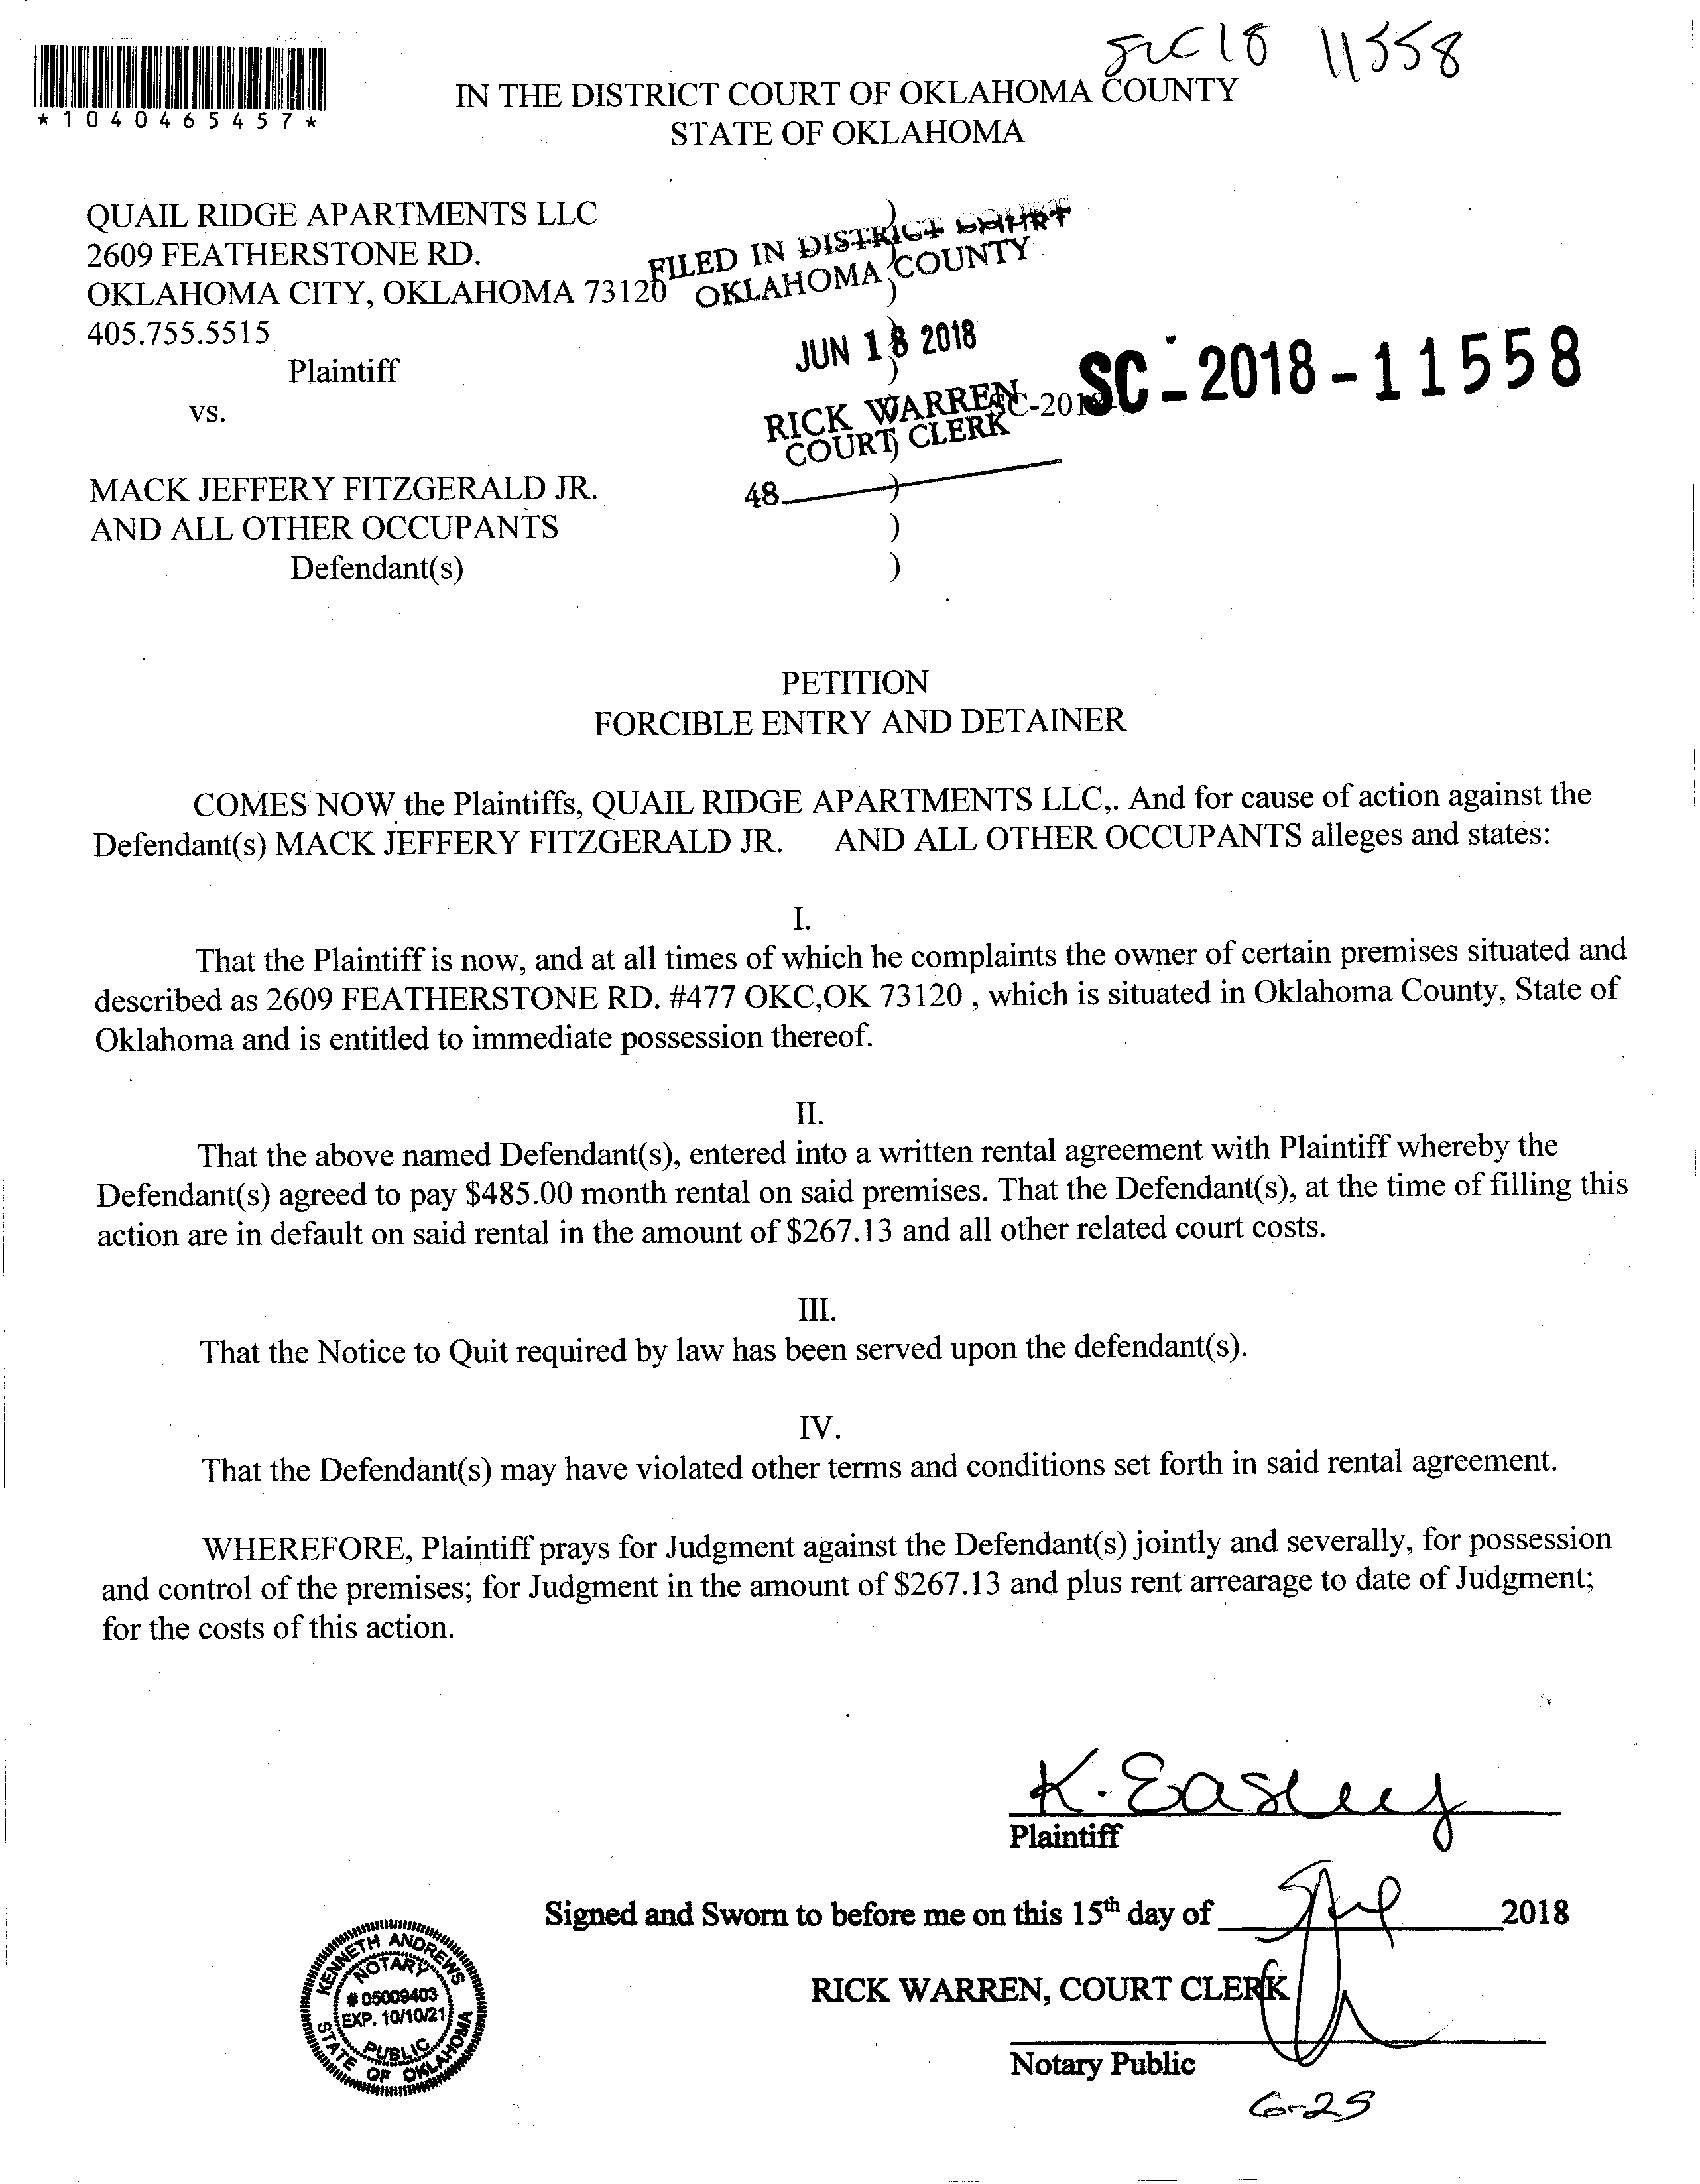 SC 18 11558
*1040465457*
IN THE DISTRICT COURT OF OKLAHOMA COUNTY
STATE OF OKLAHOMA
QUAIL RIDGE APARTMENTS LLC )
2609 FEATHERSTONE RD. )
OKLAHOMA CITY, OKLAHOMA 73120 )
405.755.5515 )
Plaintiff )
vs. SC-201
FILED IN DISTRICT COURT
OKLAHOMA COUNTY
JUN 18 2018
RICK WARREN
COURT CLERK
48
SC-2018-11558
MACK JEFFERY FITZGERALD JR. )
AND ALL OTHER OCCUPANTS )
Defendant(s) )
PETITION
FORCIBLE ENTRY AND DETAINER
COMES NOW the Plaintiffs, QUAIL RIDGE APARTMENTS LLC,. And for cause of action against the
Defendant(s) MACK JEFFERY FITZGERALD JR. AND ALL OTHER OCCUPANTS alleges and states:
I.
That the Plaintiff is now, and at all times of which he complaints the owner of certain premises situated and
described as 2609 FEATHERSTONE RD. #477 OKC,OK 73120 , which is situated in Oklahoma County, State of
Oklahoma and is entitled to immediate possession thereof.
II.
That the above named Defendant(s), entered into a written rental agreement with Plaintiff whereby the
Defendant(s) agreed to pay $485.00 month rental on said premises. That the Defendant(s), at the time of filling this
action are in default on said rental in the amount of $267.13 and all other related court costs.
III.
That the Notice to Quit required by law has been served upon the defendant(s).
IV.
That the Defendant(s) may have violated other terms and conditions set forth in said rental agreement.
WHEREFORE, Plaintiff prays for Judgment against the Defendant(s) jointly and severally, for possession
and control of the premises; for Judgment in the amount of $267.13 and plus rent arrearage to date of Judgment;
for the costs of this action.
K. Easley
Plaintiff
Signed and Sworn to before me on this 15th day of 2018
RICK WARREN, COURT CLERK
Notary Public
6-29
KENNETH ANDREWS
NOTARY
# 05009403
EXP. 10/10/21
PUBLIC
STATE OF OKLAHOMA